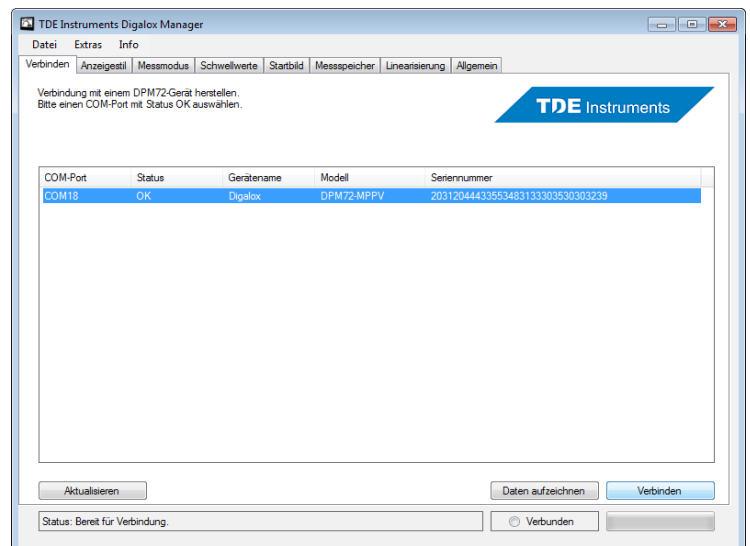 TDE Instruments Digalox Manager
Datei Extras Info
Verbinden Anzeigestil Messmodus Schwellwerte Startbild Messspeicher Linearisierung Allgemein
Verbindung mit einem DPM72-Gerät herstellen.
Bitte einen COM-Port mit Status OK auswählen.
TDE Instruments
COM-Port Status Gerätename Modell Seriennummer
COM18 OK Digalox DPM72-MPPV 20312044433553483133303530303239
Aktualisieren Daten aufzeichnen Verbinden
Status: Bereit für Verbindung. Verbunden